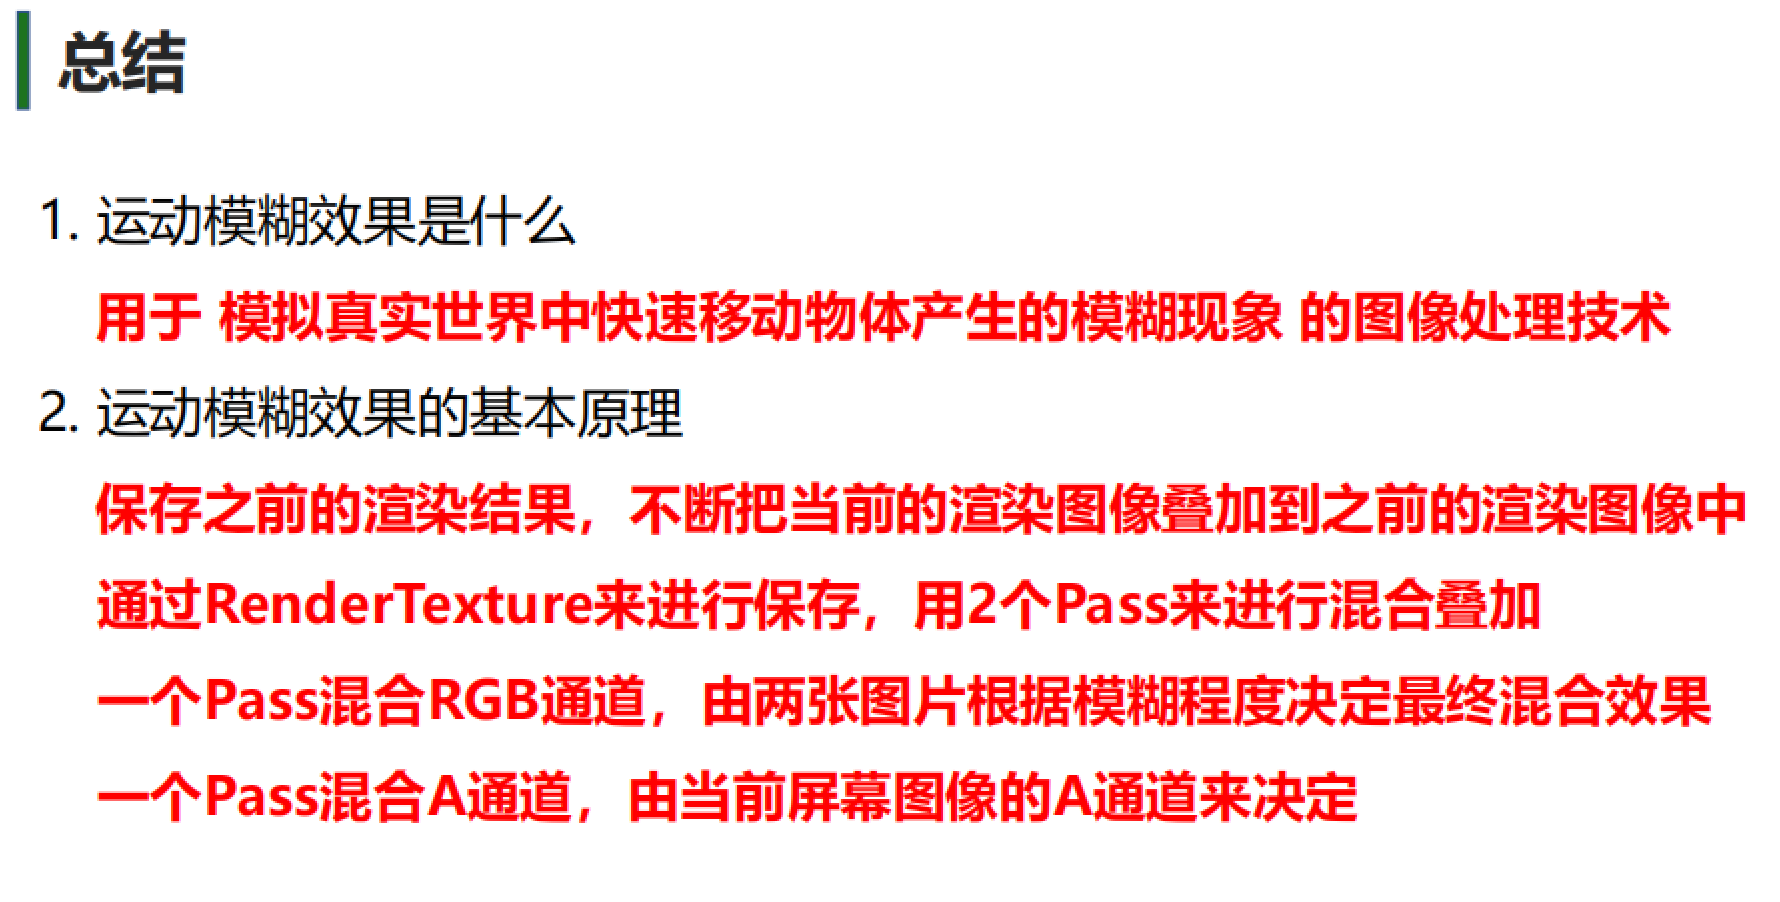 总结
1. 运动模糊效果是什么
用于 模拟真实世界中快速移动物体产生的模糊现象 的图像处理技术
2. 运动模糊效果的基本原理
保存之前的渲染结果，不断把当前的渲染图像叠加到之前的渲染图像中
通过RenderTexture来进行保存，用2个Pass来进行混合叠加
一个Pass混合RGB通道，由两张图片根据模糊程度决定最终混合效果
一个Pass混合A通道，由当前屏幕图像的A通道来决定